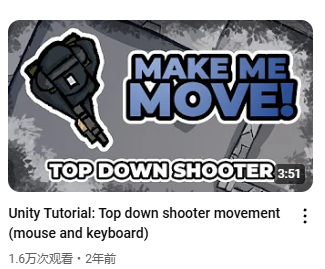 MAKE ME
MOVE!
TOP DOWN SHOOTER
3:51
Unity Tutorial: Top down shooter movement
(mouse and keyboard)
1.6万次观看・2年前